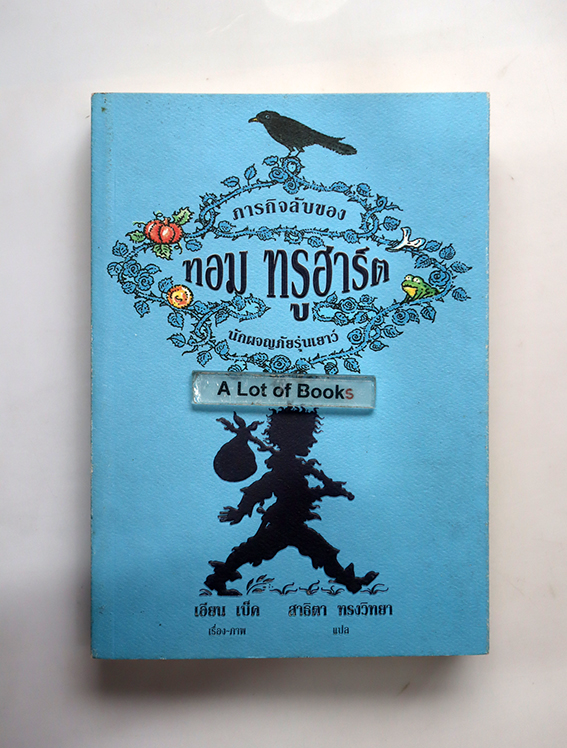 ภารกิจลับของ
ทอม ทรูฮาร์ต
นักผจญภัยรุ่นเยาว์
A Lot of Books
เอียน เบ็ค สาธิตา ทรงวิทยา
เรื่อง-ภาพ แปล